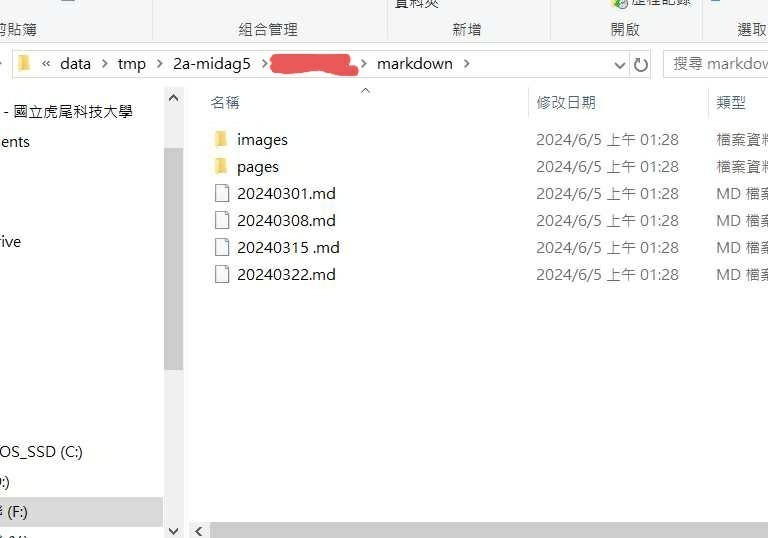 資料夾
剪貼簿 組合管理 新增 開啟 選取
« data tmp 2a-midag5 markdown 搜尋 markdow
名稱 修改日期 類型
- 國立虎尾科技大學
ents
rive
OS_SSD (C:)
(F:)
images 2024/6/5 上午 01:28 檔案資料
pages 2024/6/5 上午 01:28 檔案資料
20240301.md 2024/6/5 上午 01:28 MD 檔案
20240308.md 2024/6/5 上午 01:28 MD 檔案
20240315 .md 2024/6/5 上午 01:28 MD 檔案
20240322.md 2024/6/5 上午 01:28 MD 檔案